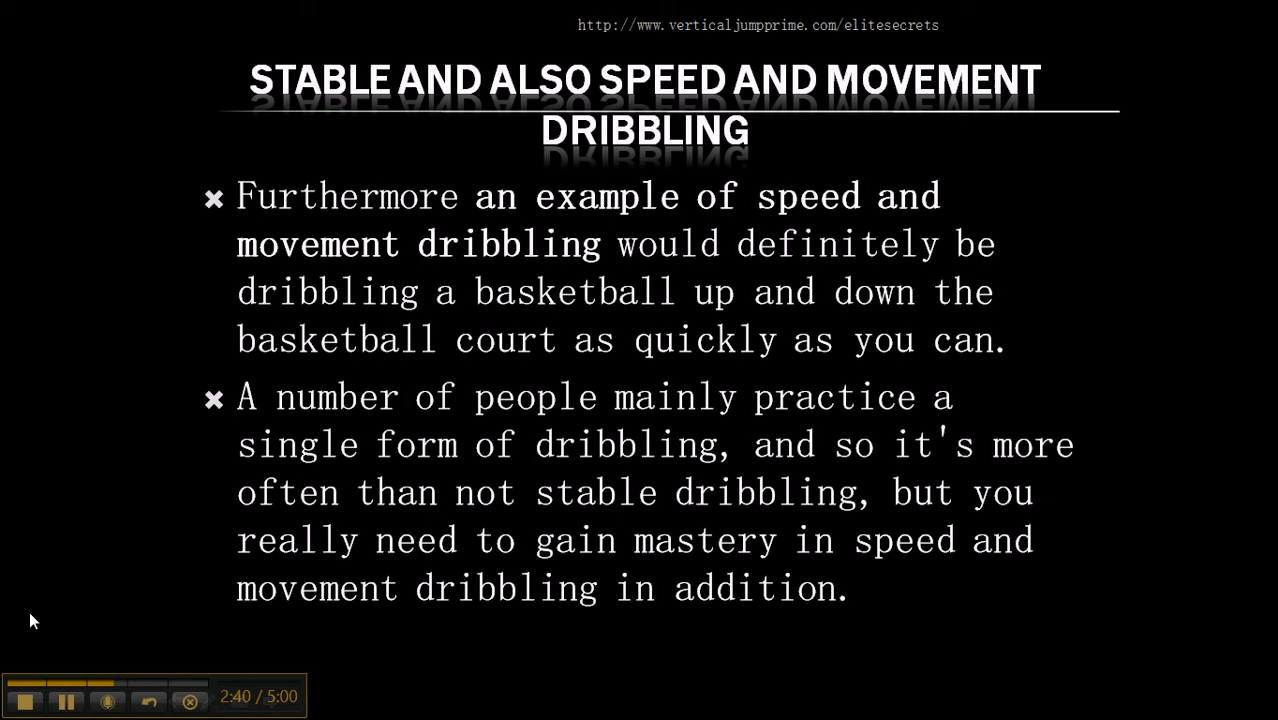 http://www.verticaljumpprime.com/elitesecrets
STABLE AND ALSO SPEED AND MOVEMENT
DRIBBLING
Furthermore an example of speed and
movement dribbling would definitely be
dribbling a basketball up and down the
basketball court as quickly as you can.
A number of people mainly practice a
single form of dribbling, and so it's more
often than not stable dribbling, but you
really need to gain mastery in speed and
movement dribbling in addition.
2:40 / 5:00